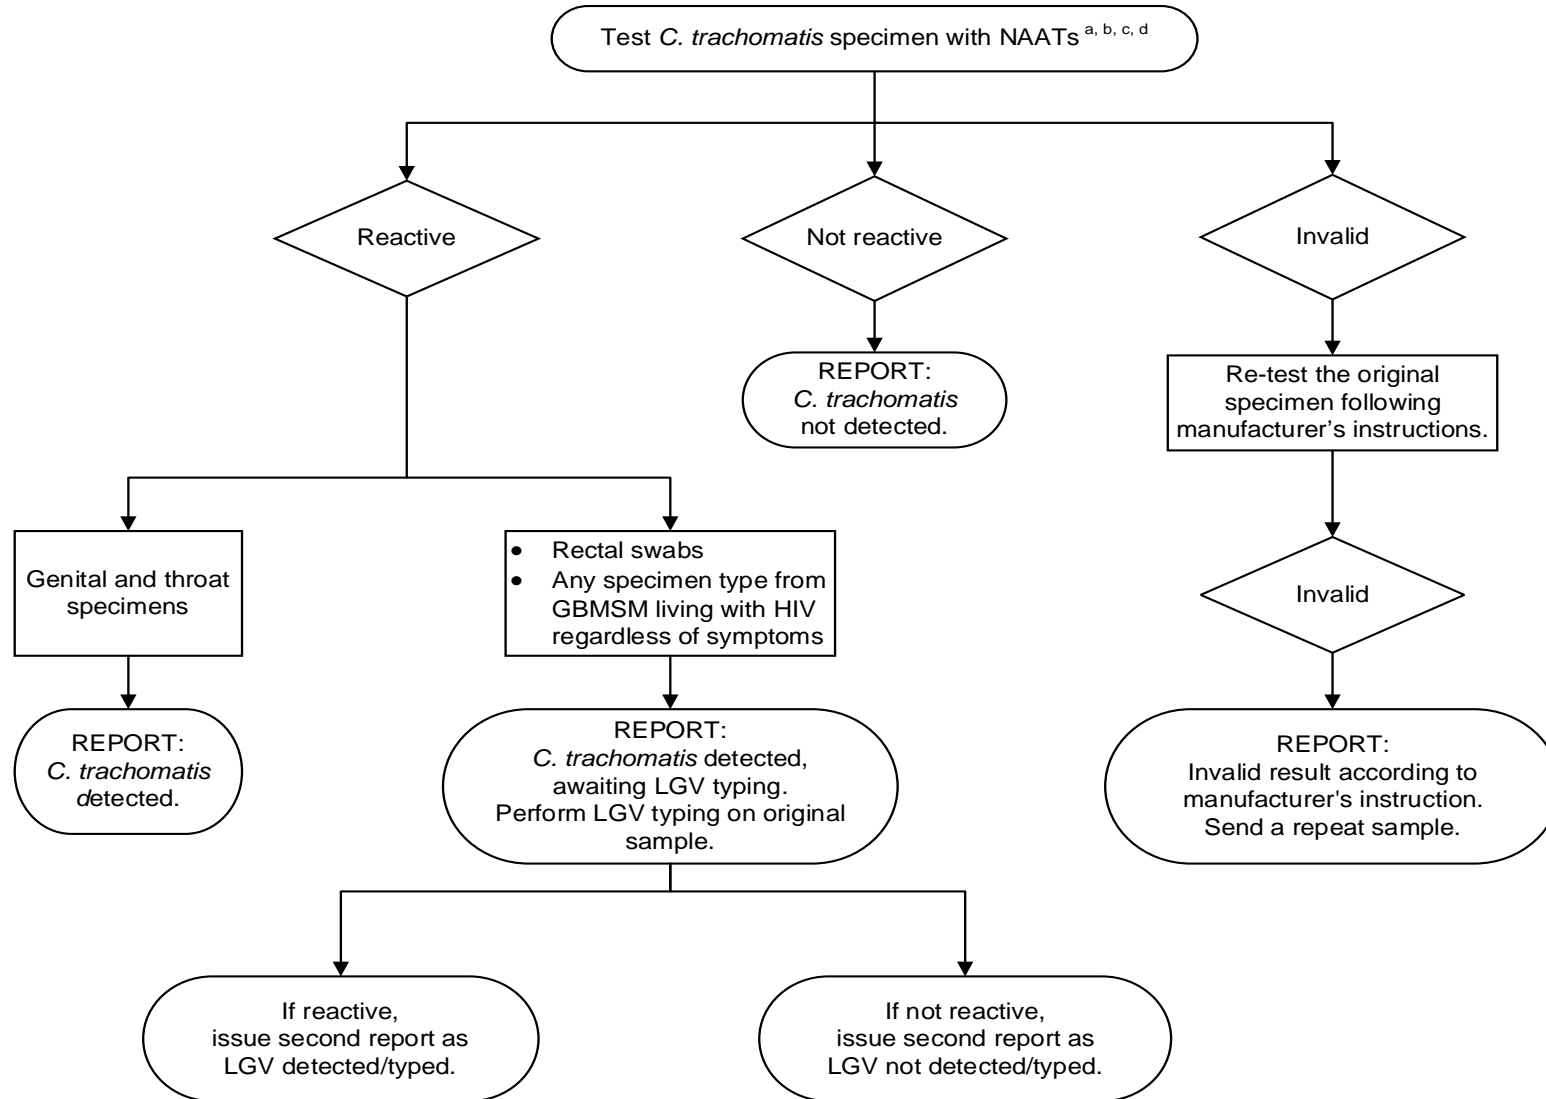 Test C. trachomatis specimen with NAATs a, b, c, d
Reactive
Not reactive
Invalid
REPORT:
C. trachomatis
not detected.
Re-test the original
specimen following
manufacturer’s instructions.
Genital and throat
specimens
• Rectal swabs
• Any specimen type from
GBMSM living with HIV
regardless of symptoms
Invalid
REPORT:
C. trachomatis
detected.
REPORT:
C. trachomatis detected,
awaiting LGV typing.
Perform LGV typing on original
sample.
REPORT:
Invalid result according to
manufacturer's instruction.
Send a repeat sample.
If reactive,
issue second report as
LGV detected/typed.
If not reactive,
issue second report as
LGV not detected/typed.